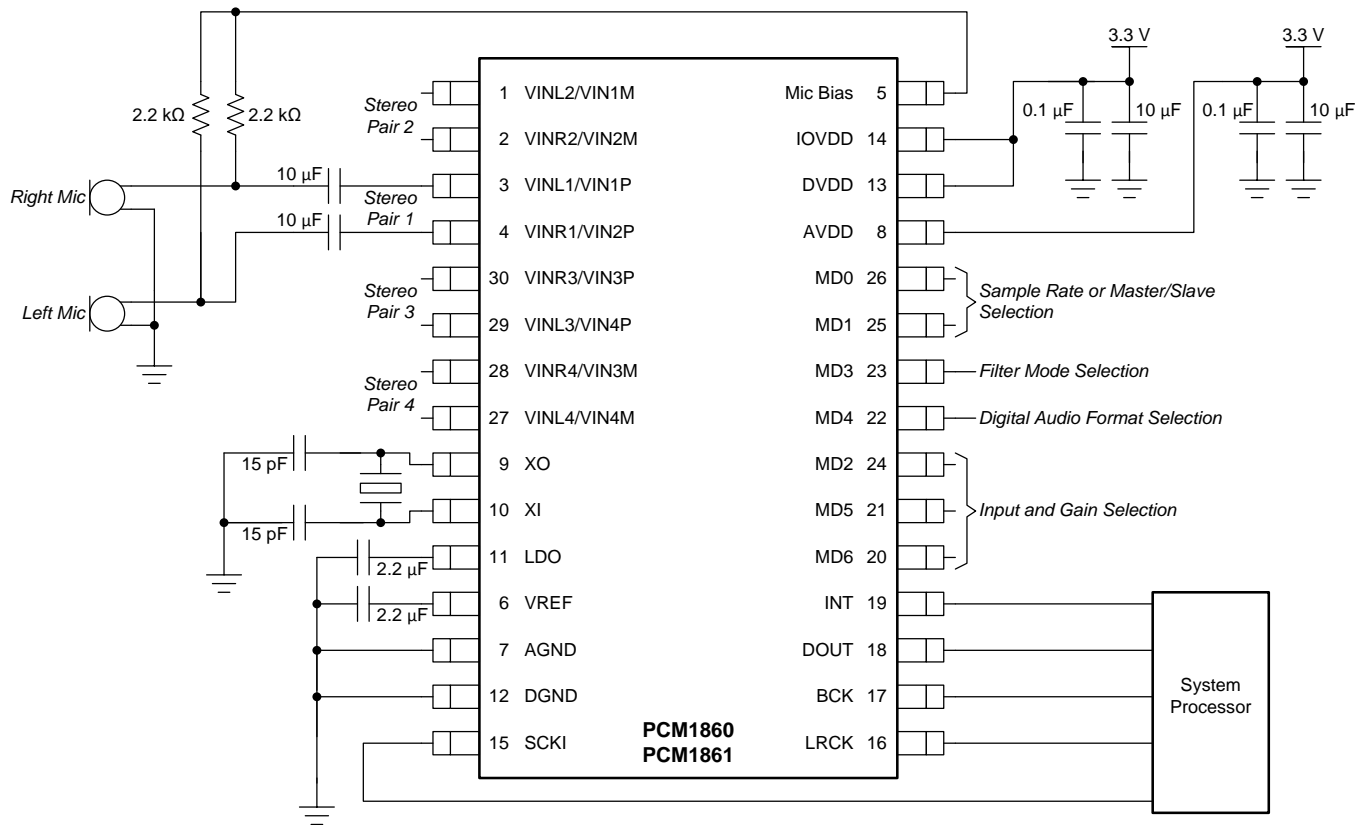 3.3 V
3.3 V
0.1 µF
10 µF
0.1 µF
10 µF
2.2 kΩ
2.2 kΩ
Right Mic
Left Mic
10 µF
10 µF
Stereo
Pair 2
Stereo
Pair 1
Stereo
Pair 3
Stereo
Pair 4
15 pF
15 pF
2.2 µF
2.2 µF
1 VINL2/VIN1M
2 VINR2/VIN2M
3 VINL1/VIN1P
4 VINR1/VIN2P
30 VINR3/VIN3P
29 VINL3/VIN4P
28 VINR4/VIN3M
27 VINL4/VIN4M
9 XO
10 XI
11 LDO
6 VREF
7 AGND
12 DGND
15 SCKI
PCM1860
PCM1861
Mic Bias 5
IOVDD 14
DVDD 13
AVDD 8
MD0 26
MD1 25
MD3 23
MD4 22
MD2 24
MD5 21
MD6 20
INT 19
DOUT 18
BCK 17
LRCK 16
Sample Rate or Master/Slave
Selection
Filter Mode Selection
Digital Audio Format Selection
Input and Gain Selection
System
Processor